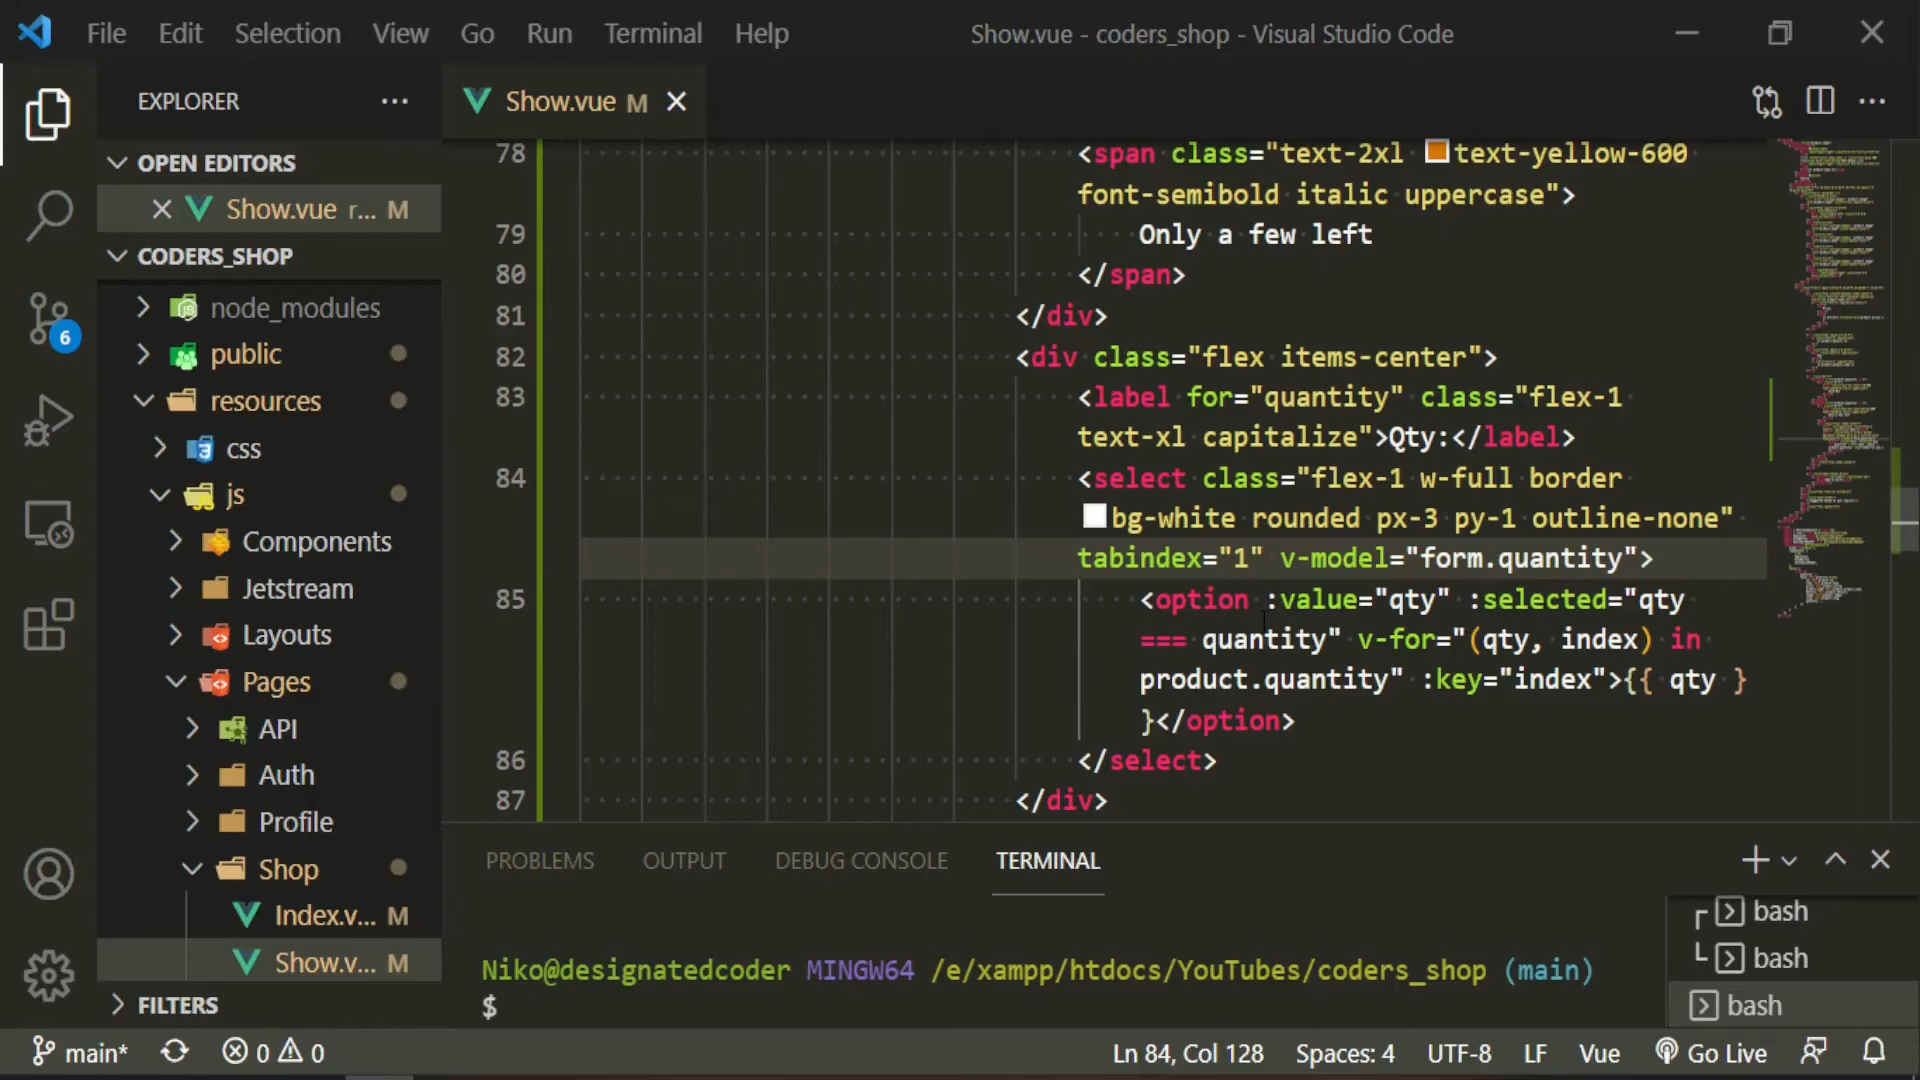 File Edit Selection View Go Run Terminal Help Show.vue - coders_shop - Visual Studio Code
EXPLORER
Show.vue M
OPEN EDITORS
Show.vue r... M
CODERS_SHOP
node_modules
public
resources
css
js
Components
Jetstream
Layouts
Pages
API
Auth
Profile
Shop
Index.v... M
Show.v... M
FILTERS
6
78 <span class="text-2xl text-yellow-600
font-semibold italic uppercase">
79 Only a few left
80 </span>
81 </div>
82 <div class="flex items-center">
83 <label for="quantity" class="flex-1
text-xl capitalize">Qty:</label>
84 <select class="flex-1 w-full border
bg-white rounded px-3 py-1 outline-none"
tabindex="1" v-model="form.quantity">
85 <option :value="qty" :selected="qty
=== quantity" v-for="(qty, index) in
product.quantity" :key="index">{{ qty }
}</option>
86 </select>
87 </div>
PROBLEMS OUTPUT DEBUG CONSOLE TERMINAL
Niko@designatedcoder MINGW64 /e/xampp/htdocs/YouTubes/coders_shop (main)
$
bash
bash
bash
main* 0 0 Ln 84, Col 128 Spaces: 4 UTF-8 LF Vue Go Live